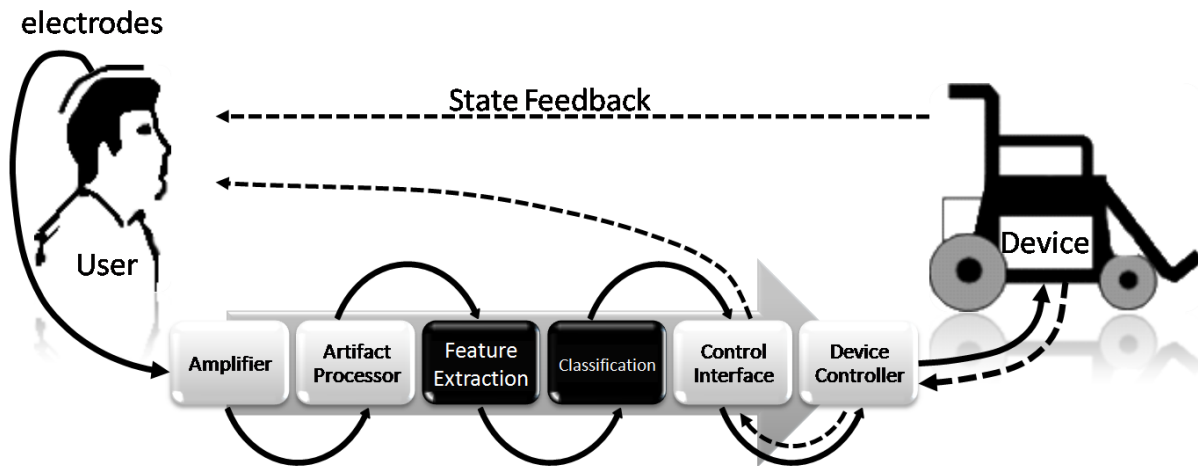 electrodes
State Feedback
User
Device
Amplifier
Artifact
Processor
Feature
Extraction
Classification
Control
Interface
Device
Controller